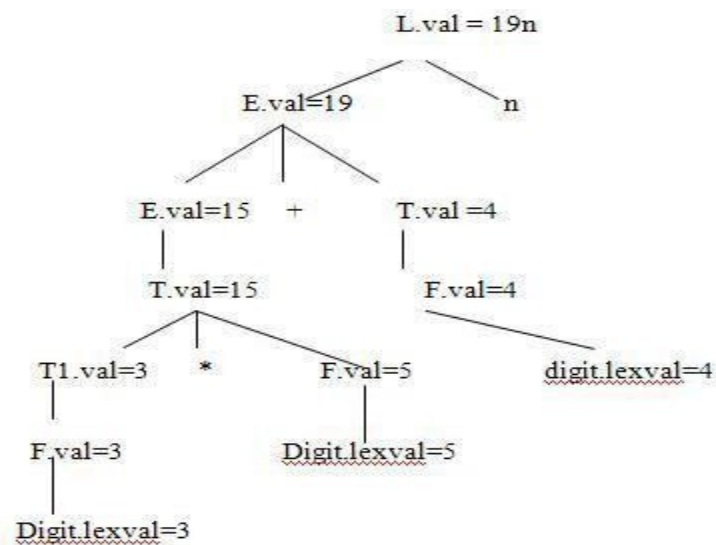 L.val = 19n
E.val=19 n
E.val=15 + T.val =4
T.val=15 F.val=4
T1.val=3 * F.val=5 digit.lexval=4
F.val=3 Digit.lexval=5
Digit.lexval=3